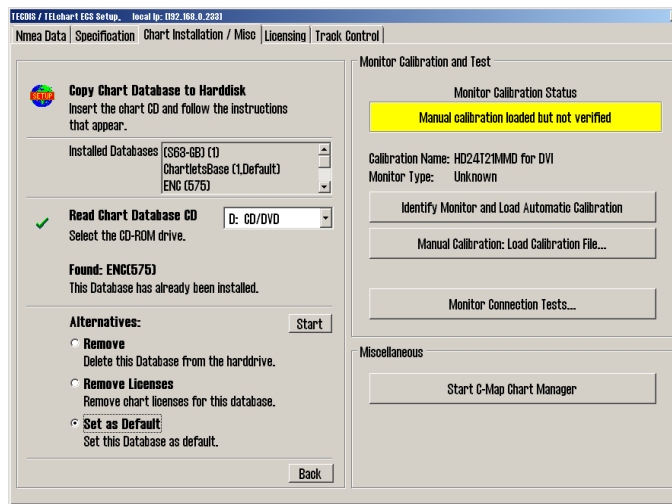 TECDIS / TELchart ECS Setup, local Ip: [192.168.0.233]
Nmea Data
Specification
Chart Installation / Misc
Licensing
Track Control
SETUP
Copy Chart Database to Harddisk
Insert the chart CD and follow the instructions
that appear.
Installed Databases
(S63-GB) (1)
ChartletsBase (1,Default)
ENC (575)
Read Chart Database CD
D: CD/DVD
Select the CD-ROM drive.
Found: ENC(575)
This Database has already been installed.
Alternatives:
Start
Remove
Delete this Database from the harddrive.
Remove Licenses
Remove chart licenses for this database.
Set as Default
Set this Database as default.
Back
Monitor Calibration and Test
Monitor Calibration Status
Manual calibration loaded but not verified
Calibration Name: HD24T21MMD for DVI
Monitor Type: Unknown
Identify Monitor and Load Automatic Calibration
Manual Calibration: Load Calibration File...
Monitor Connection Tests...
Miscellaneous
Start C-Map Chart Manager